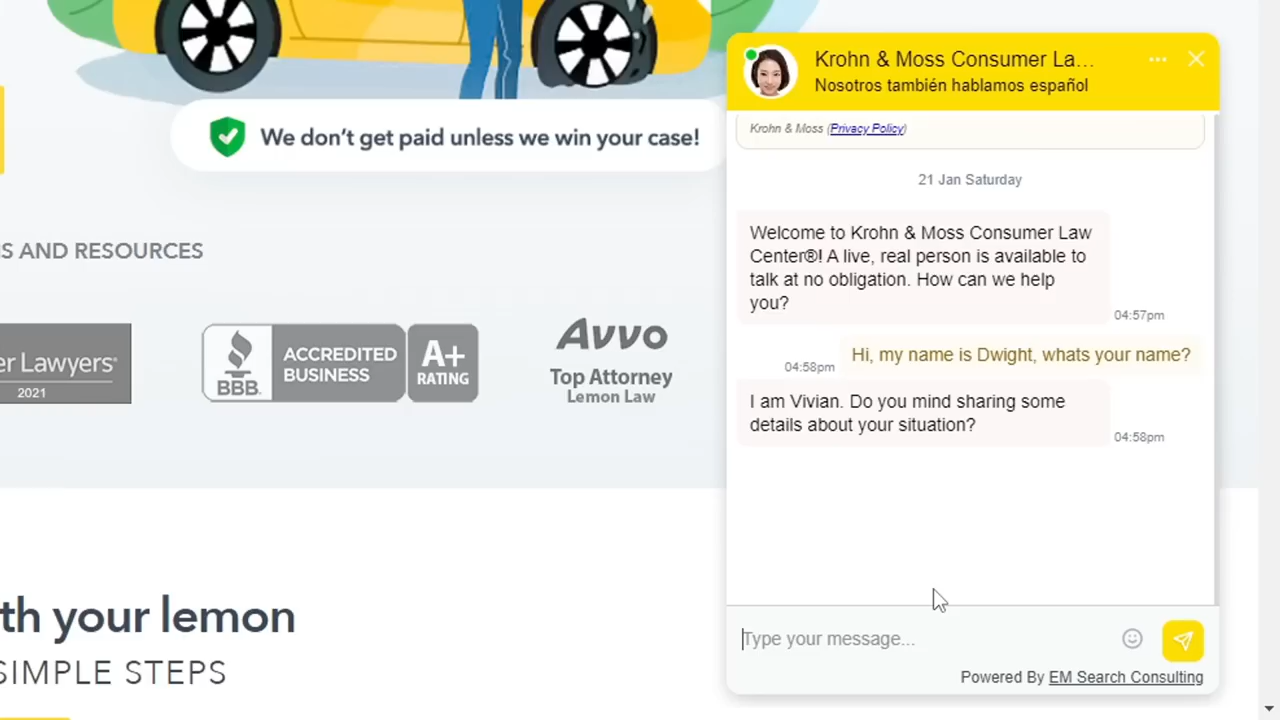 We don't get paid unless we win your case!
S AND RESOURCES
er Lawyers®
2021
BBB.
ACCREDITED
BUSINESS
A+
RATING
Avvo
Top Attorney
Lemon Law
th your lemon
SIMPLE STEPS
Krohn & Moss Consumer La...
Nosotros también hablamos español
Krohn & Moss (Privacy Policy)
21 Jan Saturday
Welcome to Krohn & Moss Consumer Law
Center®! A live, real person is available to
talk at no obligation. How can we help
you?
04:57pm
Hi, my name is Dwight, whats your name?
04:58pm
I am Vivian. Do you mind sharing some
details about your situation?
04:58pm
Type your message...
Powered By EM Search Consulting